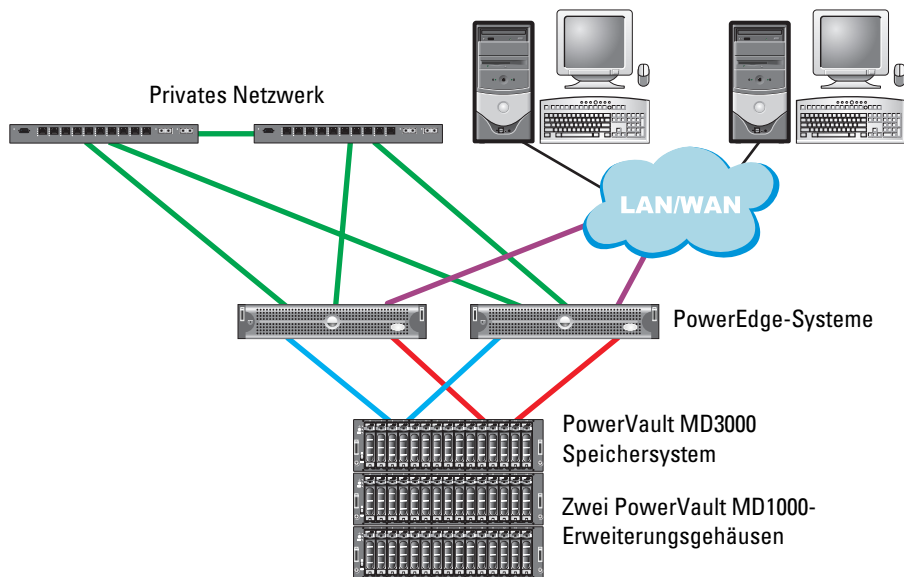 Privates Netzwerk
LAN/WAN
PowerEdge-Systeme
PowerVault MD3000
Speichersystem
Zwei PowerVault MD1000-
Erweiterungsgehäusen